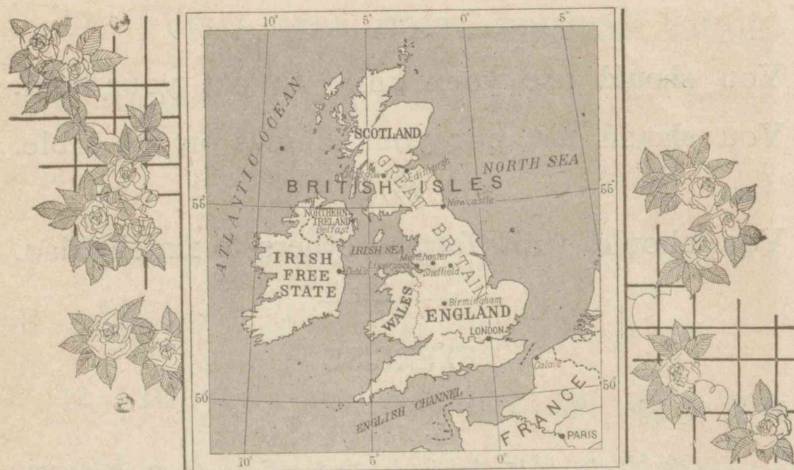 10°
5°
0°
5°
ATLANTIC OCEAN
SCOTLAND
Edinburgh
NORTH SEA
GREAT BRITAIN
BRITISH ISLES
55°
55°
Newcastle
NORTHERN
IRELAND
Belfast
IRISH SEA
IRISH
FREE
STATE
Dublin
Liverpool
Manchester
Sheffield
WALES
Birmingham
ENGLAND
LONDON
Calais
50°
50°
ENGLISH CHANNEL
FRANCE
PARIS
10°
5°
0°